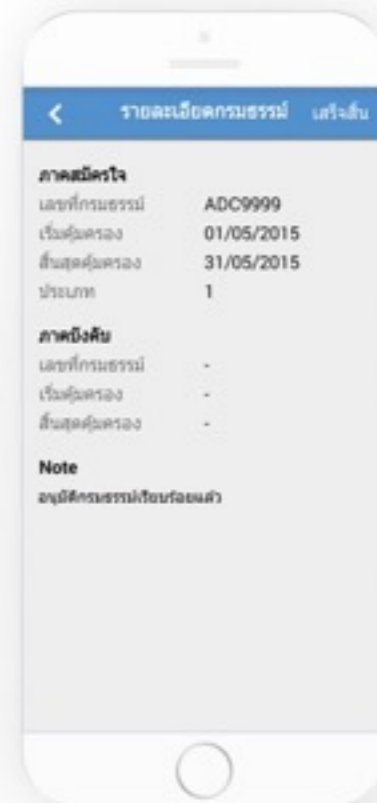 รายละเอียดกรมธรรม์ เสร็จสิ้น
ภาคสมัครใจ
เลขที่กรมธรรม์ ADC9999
เริ่มคุ้มครอง 01/05/2015
สิ้นสุดคุ้มครอง 31/05/2015
ประเภท 1
ภาคบังคับ
เลขที่กรมธรรม์ -
เริ่มคุ้มครอง -
สิ้นสุดคุ้มครอง -
Note
อนุมัติกรมธรรม์เรียบร้อยแล้ว